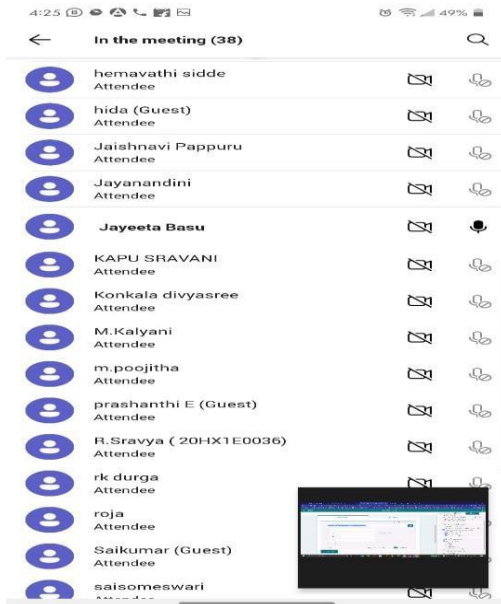 4:25
49%
In the meeting (38)
hemavathi sidde
Attendee
hida (Guest)
Attendee
Jaishnavi Pappuru
Attendee
Jayanandini
Attendee
Jayeeta Basu
KAPU SRAVANI
Attendee
Konkala divyasree
Attendee
M.Kalyani
Attendee
m.poojitha
Attendee
prashanthi E (Guest)
Attendee
R.Sravya ( 20HX1E0036)
Attendee
rk durga
Attendee
roja
Attendee
Saikumar (Guest)
Attendee
saisomeswari